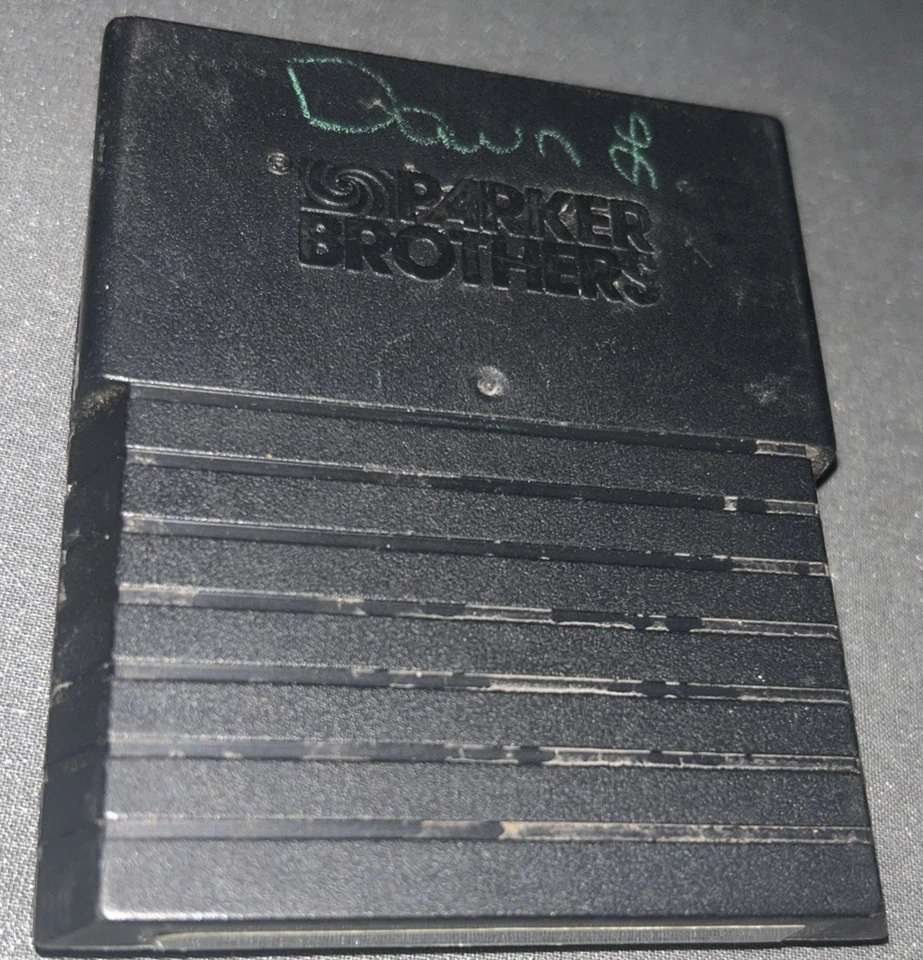 Dawn H.
® PARKER
BROTHERS